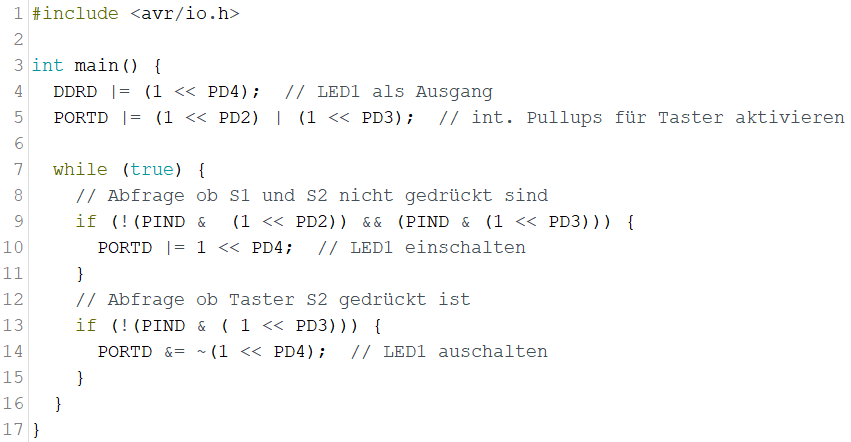 1 #include <avr/io.h>
2
3 int main() {
4   DDRD |= (1 << PD4);  // LED1 als Ausgang
5   PORTD |= (1 << PD2) | (1 << PD3);  // int. Pullups für Taster aktivieren
6
7   while (true) {
8     // Abfrage ob S1 und S2 nicht gedrückt sind
9     if (!(PIND &  (1 << PD2)) && (PIND & (1 << PD3))) {
10       PORTD |= 1 << PD4;  // LED1 einschalten
11     }
12     // Abfrage ob Taster S2 gedrückt ist
13     if (!(PIND & ( 1 << PD3))) {
14       PORTD &= ~(1 << PD4);  // LED1 auschalten
15     }
16   }
17 }